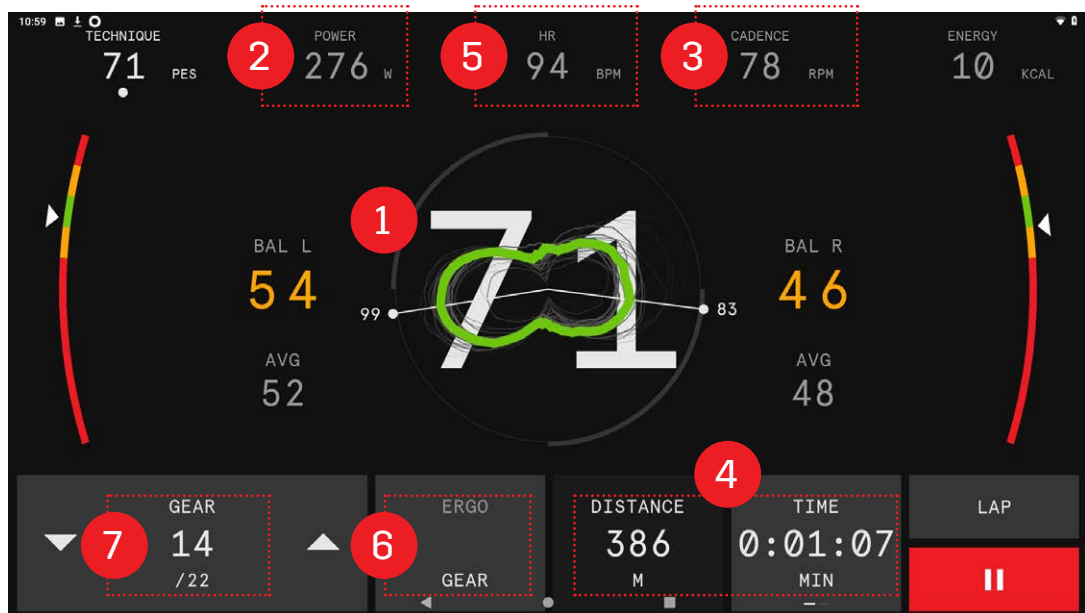 10:59
TECHNIQUE
71 PES
2
POWER
276 W
5
HR
94 BPM
3
CADENCE
78 RPM
ENERGY
10 KCAL
1
71
BAL L
54
AVG
52
99
83
BAL R
46
AVG
48
4
7
GEAR
14
/22
6
ERGO
GEAR
DISTANCE
386
M
TIME
0:01:07
MIN
LAP